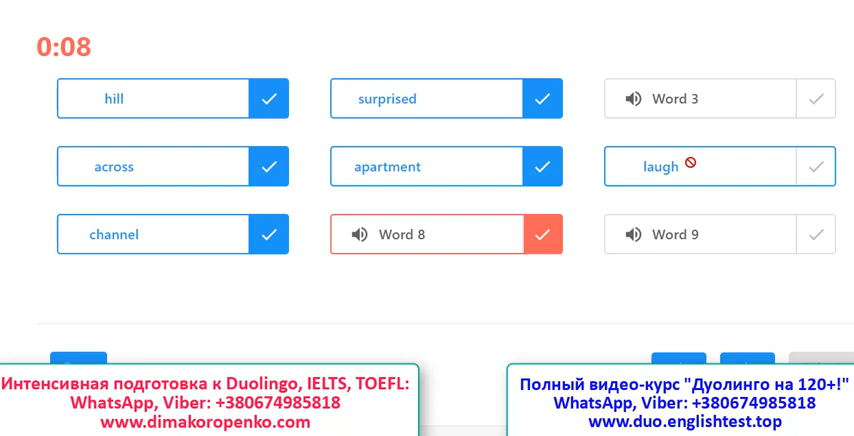 0:08
hill
surprised
Word 3
across
apartment
laugh
channel
Word 8
Word 9
Интенсивная подготовка к Duolingo, IELTS, TOEFL:
WhatsApp, Viber: +380674985818
www.dimakoropenko.com
Полный видео-курс "Дуолинго на 120+!"
WhatsApp, Viber: +380674985818
www.duo.englishtest.top